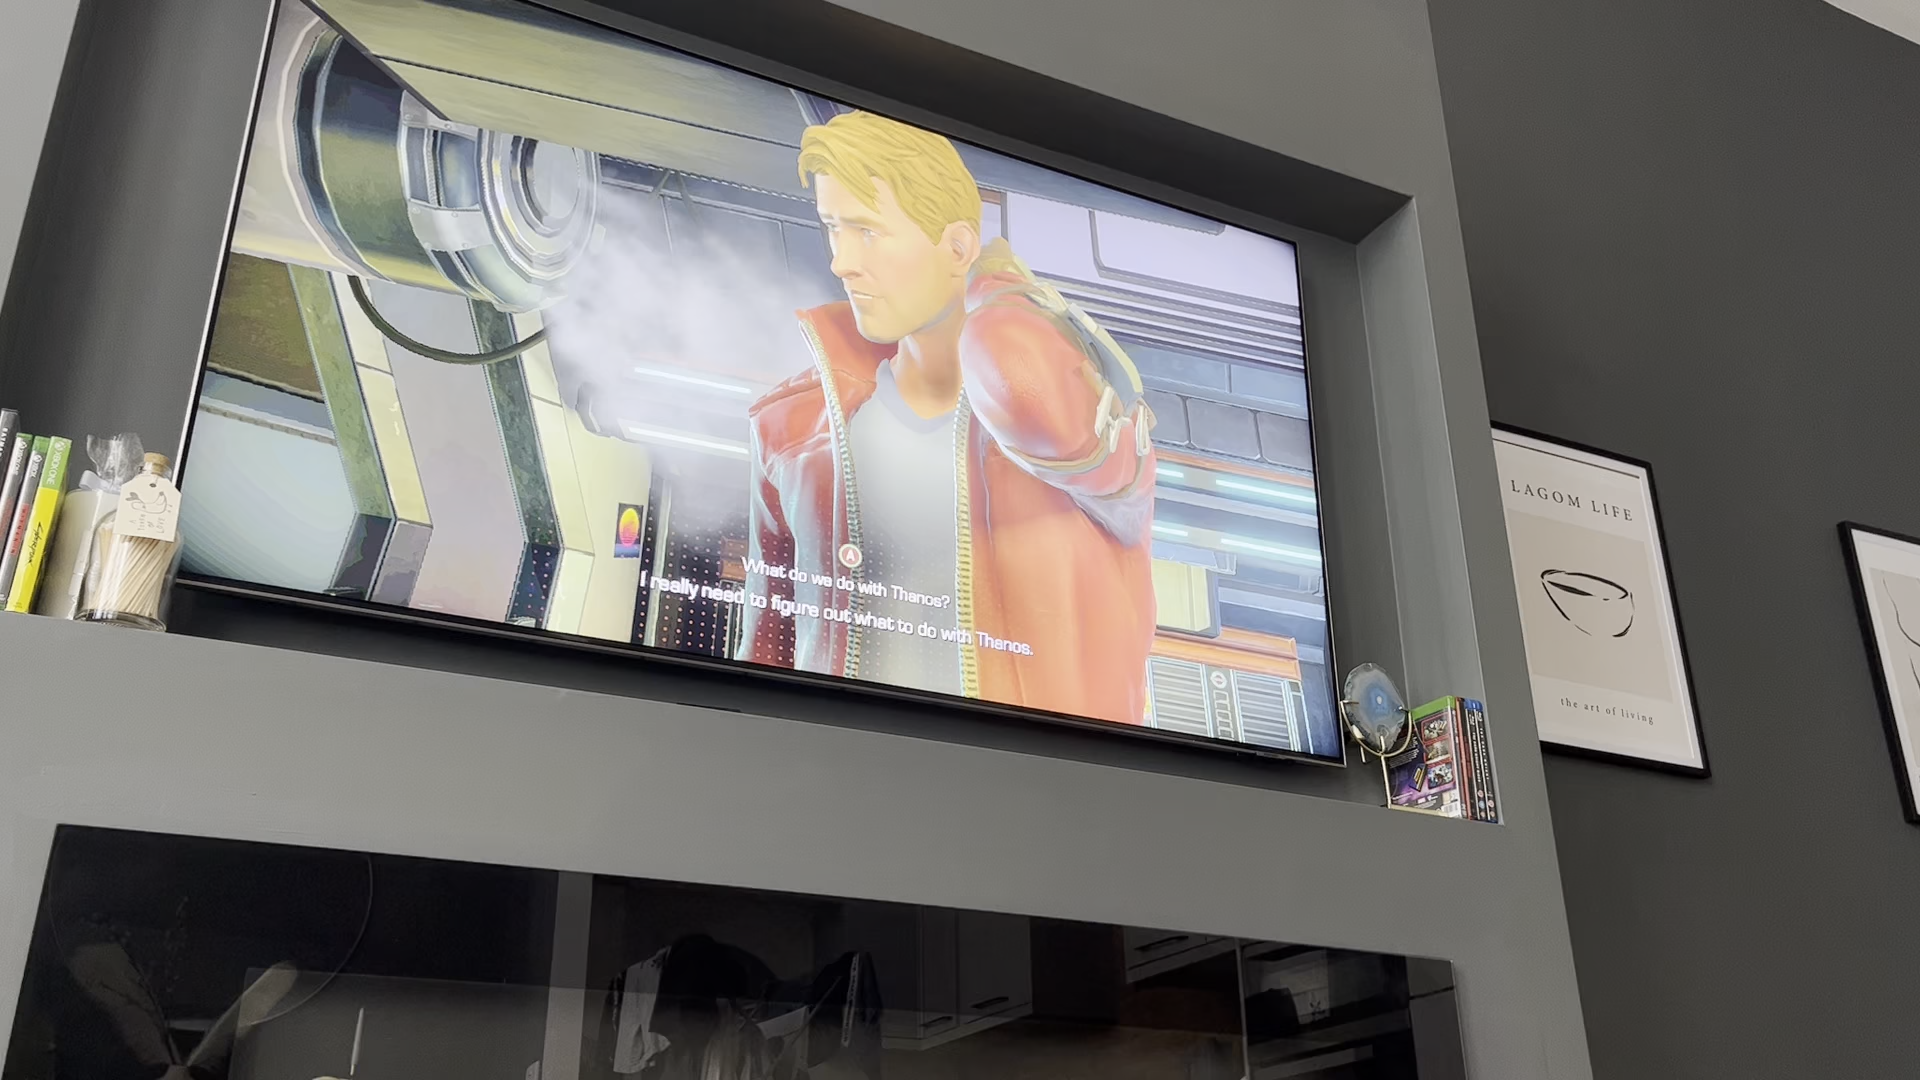 A
What do we do with Thanos?
I really need to figure out what to do with Thanos.
LAGOM LIFE
the art of living
XBOX ONE
Cyberpunk